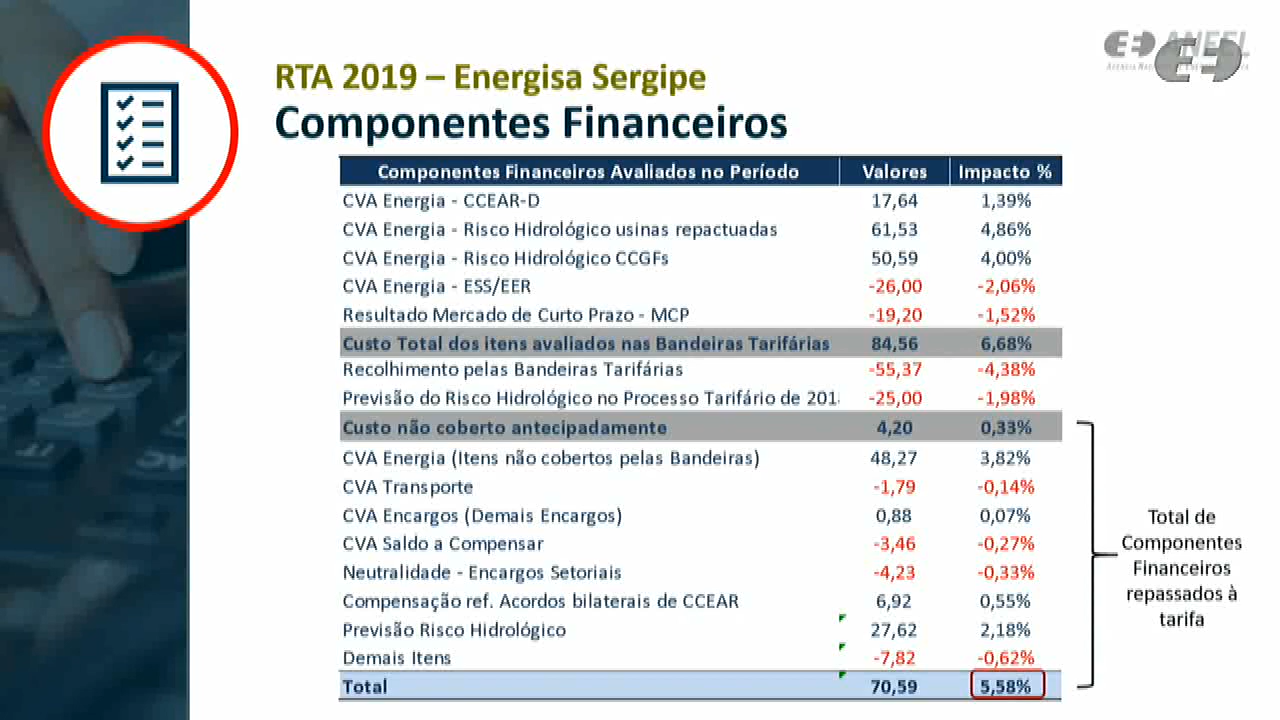 ANEEL
RTA 2019 – Energisa Sergipe
Componentes Financeiros
Componentes Financeiros Avaliados no Período Valores Impacto %
CVA Energia - CCEAR-D 17,64 1,39%
CVA Energia - Risco Hidrológico usinas repactuadas 61,53 4,86%
CVA Energia - Risco Hidrológico CCGFs 50,59 4,00%
CVA Energia - ESS/EER -26,00 -2,06%
Resultado Mercado de Curto Prazo - MCP -19,20 -1,52%
Custo Total dos itens avaliados nas Bandeiras Tarifárias 84,56 6,68%
Recolhimento pelas Bandeiras Tarifárias -55,37 -4,38%
Previsão do Risco Hidrológico no Processo Tarifário de 201 -25,00 -1,98%
Custo não coberto antecipadamente 4,20 0,33%
CVA Energia (Itens não cobertos pelas Bandeiras) 48,27 3,82%
CVA Transporte -1,79 -0,14%
CVA Encargos (Demais Encargos) 0,88 0,07%
CVA Saldo a Compensar -3,46 -0,27%
Neutralidade - Encargos Setoriais -4,23 -0,33%
Compensação ref. Acordos bilaterais de CCEAR 6,92 0,55%
Previsão Risco Hidrológico 27,62 2,18%
Demais Itens -7,82 -0,62%
Total 70,59 5,58%
Total de
Componentes
Financeiros
repassados à
tarifa